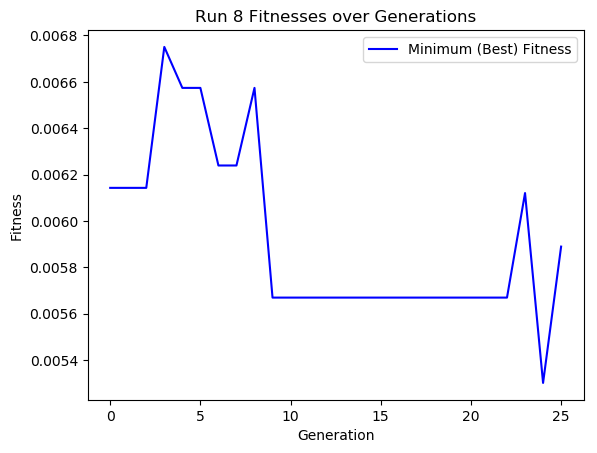 Run 8 Fitnesses over Generations
Minimum (Best) Fitness
Fitness
0.0068
0.0066
0.0064
0.0062
0.0060
0.0058
0.0056
0.0054
0 5 10 15 20 25
Generation